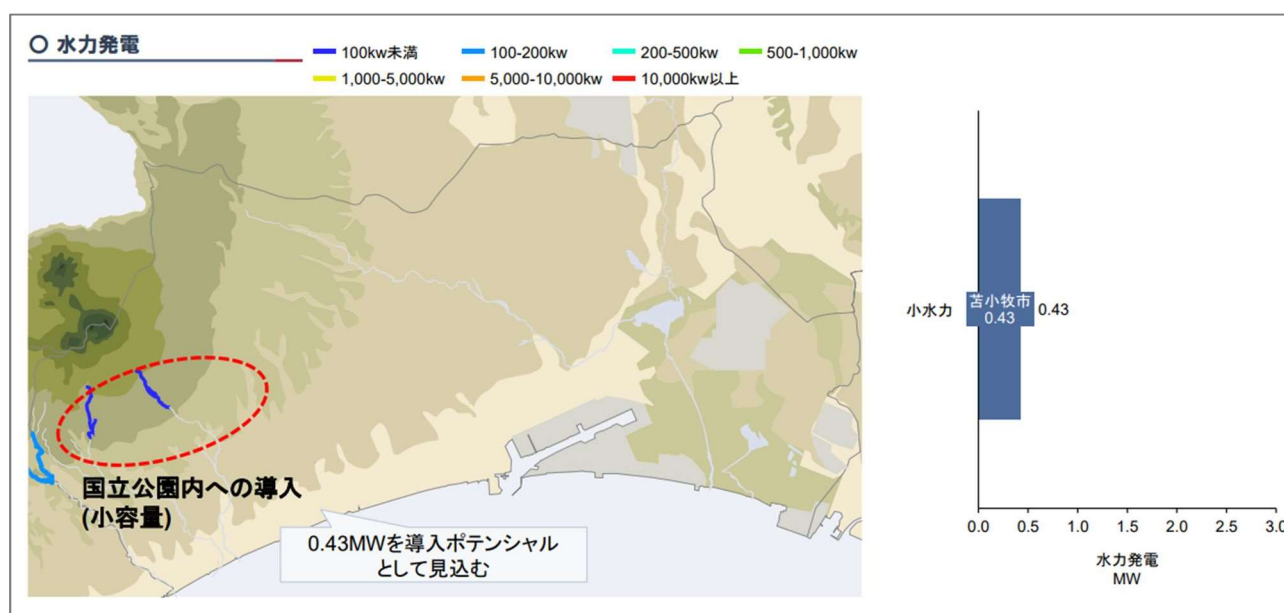 〇 水力発電
100kw未満
100-200kw
200-500kw
500-1,000kw
1,000-5,000kw
5,000-10,000kw
10,000kw以上
国立公園内への導入
(小容量)
0.43MWを導入ポテンシャル
として見込む
小水力
苫小牧市
0.43
0.43
0.0 0.5 1.0 1.5 2.0 2.5 3.0
水力発電
MW